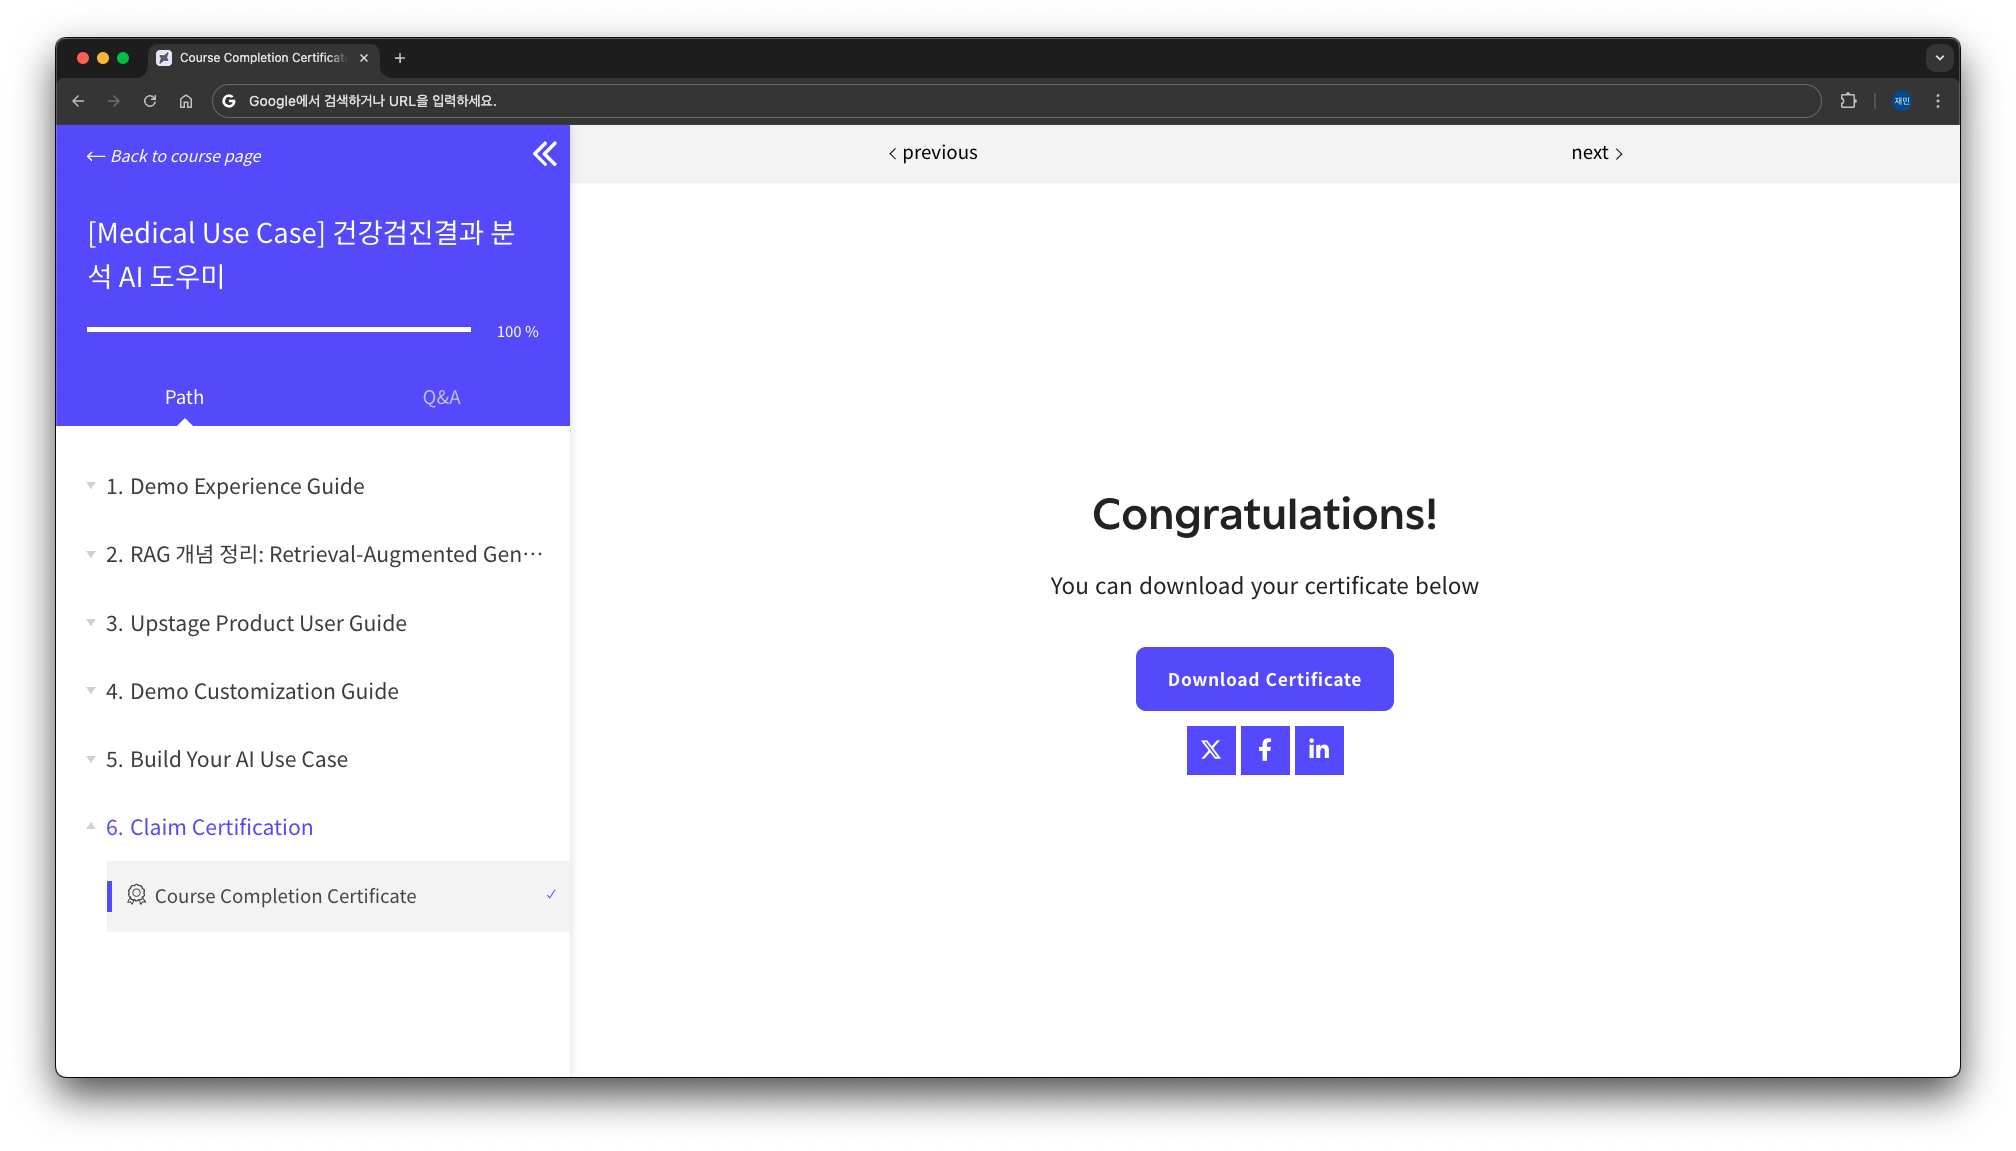 Course Completion Certificat
Google에서 검색하거나 URL을 입력하세요.
재민
Back to course page
[Medical Use Case] 건강검진결과 분
석 AI 도우미
100 %
Path
Q&A
1. Demo Experience Guide
2. RAG 개념 정리: Retrieval-Augmented Gen···
3. Upstage Product User Guide
4. Demo Customization Guide
5. Build Your AI Use Case
6. Claim Certification
Course Completion Certificate
previous
next
Congratulations!
You can download your certificate below
Download Certificate